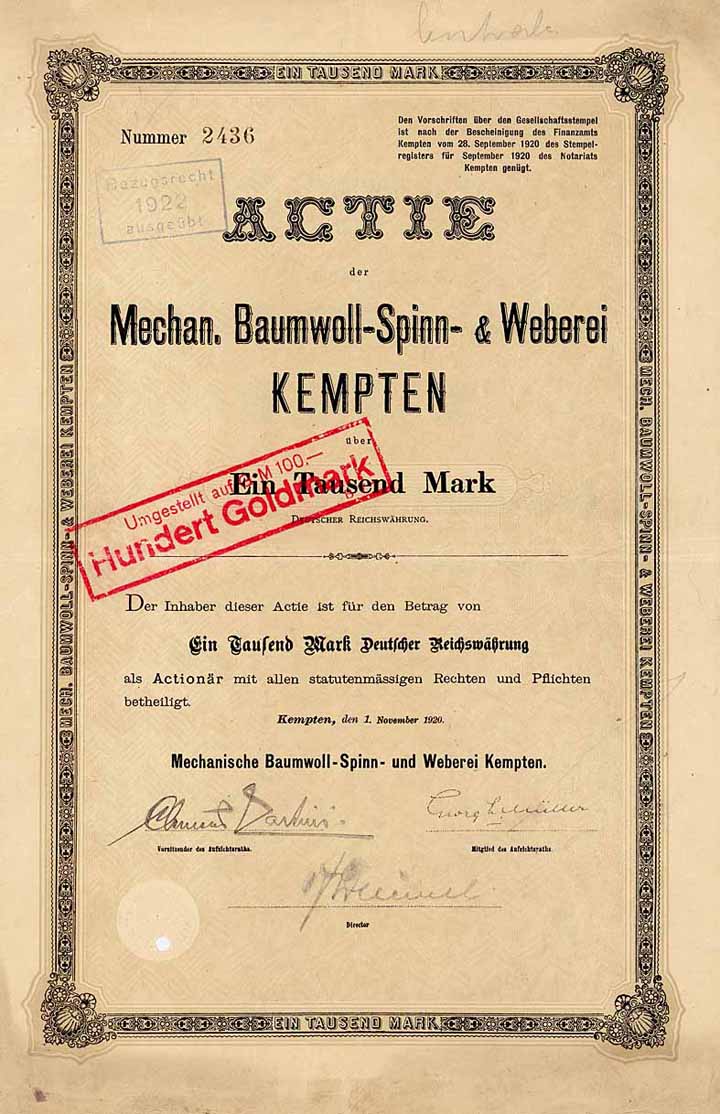 EIN TAUSEND MARK
Nummer 2436
Den Vorschriften über den Gesellschaftsstempel
ist nach der Bescheinigung des Finanzamts
Kempten vom 28. September 1920 des Stempel-
registers für September 1920 des Notariats
Kempten genügt.
Bezugsrecht
1922
ausgeübt
ACTIE
der
Mechan. Baumwoll-Spinn- & Weberei
KEMPTEN
über
Ein Tausend Mark
DEUTSCHER REICHSWÄHRUNG.
Umgestellt auf M 100.—
Hundert Goldmark
Der Inhaber dieser Actie ist für den Betrag von
Ein Tausend Mark Deutscher Reichswährung
als Actionär mit allen statutenmässigen Rechten und Pflichten
betheiligt.
Kempten, den 1. November 1920.
Mechanische Baumwoll-Spinn- und Weberei Kempten.
Georg L. Müller
Vorsitzender des Aufsichtsraths.
Mitglied des Aufsichtsraths.
Director
MECH. BAUMWOLL-SPINN- & WEBEREI KEMPTEN
MECH. BAUMWOLL-SPINN- & WEBEREI KEMPTEN
EIN TAUSEND MARK